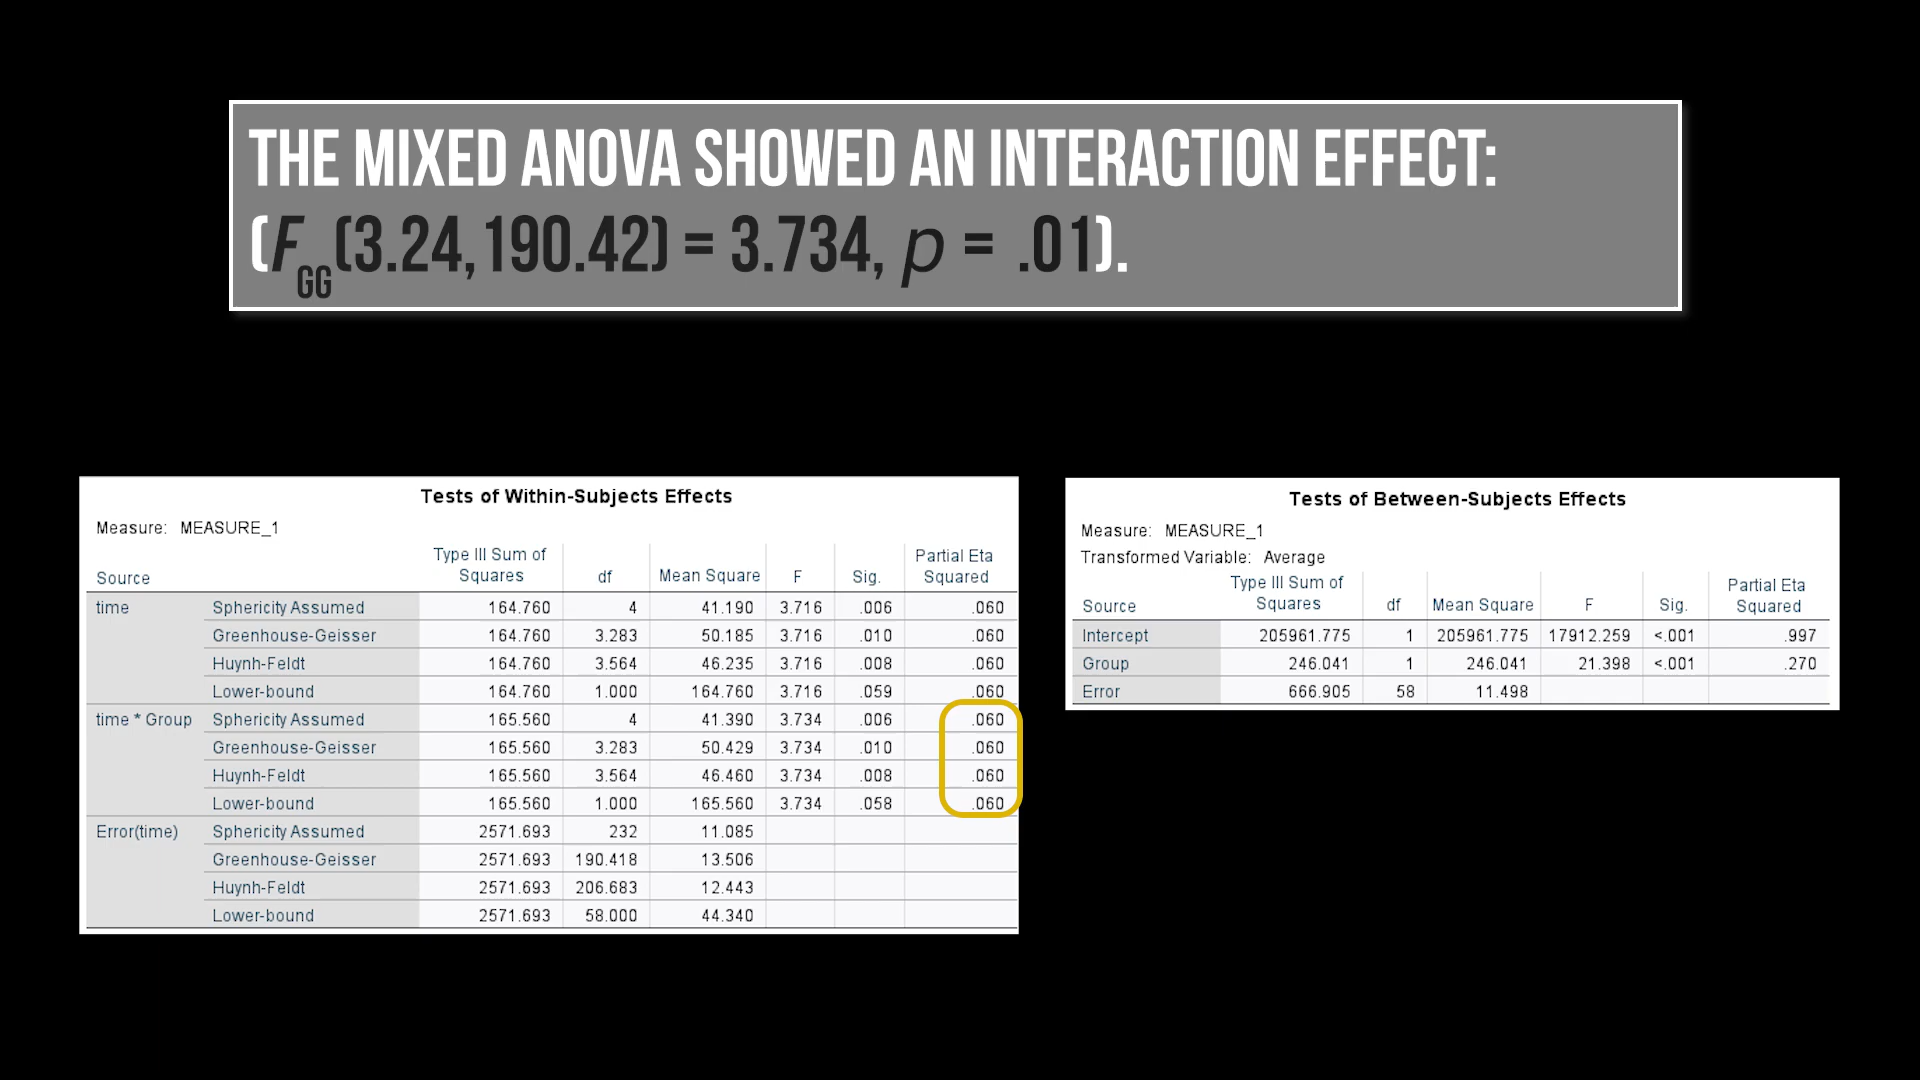 THE MIXED ANOVA SHOWED AN INTERACTION EFFECT:
(FGG(3.24, 190.42) = 3.734, p = .01).
Tests of Within-Subjects Effects
Measure: MEASURE_1
Source Type III Sum of Squares df Mean Square F Sig. Partial Eta Squared
time Sphericity Assumed 164.760 4 41.190 3.716 .006 .060
Greenhouse-Geisser 164.760 3.283 50.185 3.716 .010 .060
Huynh-Feldt 164.760 3.564 46.235 3.716 .008 .060
Lower-bound 164.760 1.000 164.760 3.716 .059 .060
time * Group Sphericity Assumed 165.560 4 41.390 3.734 .006 .060
Greenhouse-Geisser 165.560 3.283 50.429 3.734 .010 .060
Huynh-Feldt 165.560 3.564 46.460 3.734 .008 .060
Lower-bound 165.560 1.000 165.560 3.734 .058 .060
Error(time) Sphericity Assumed 2571.693 232 11.085
Greenhouse-Geisser 2571.693 190.418 13.506
Huynh-Feldt 2571.693 206.683 12.443
Lower-bound 2571.693 58.000 44.340
Tests of Between-Subjects Effects
Measure: MEASURE_1
Transformed Variable: Average
Source Type III Sum of Squares df Mean Square F Sig. Partial Eta Squared
Intercept 205961.775 1 205961.775 17912.259 <.001 .997
Group 246.041 1 246.041 21.398 <.001 .270
Error 666.905 58 11.498